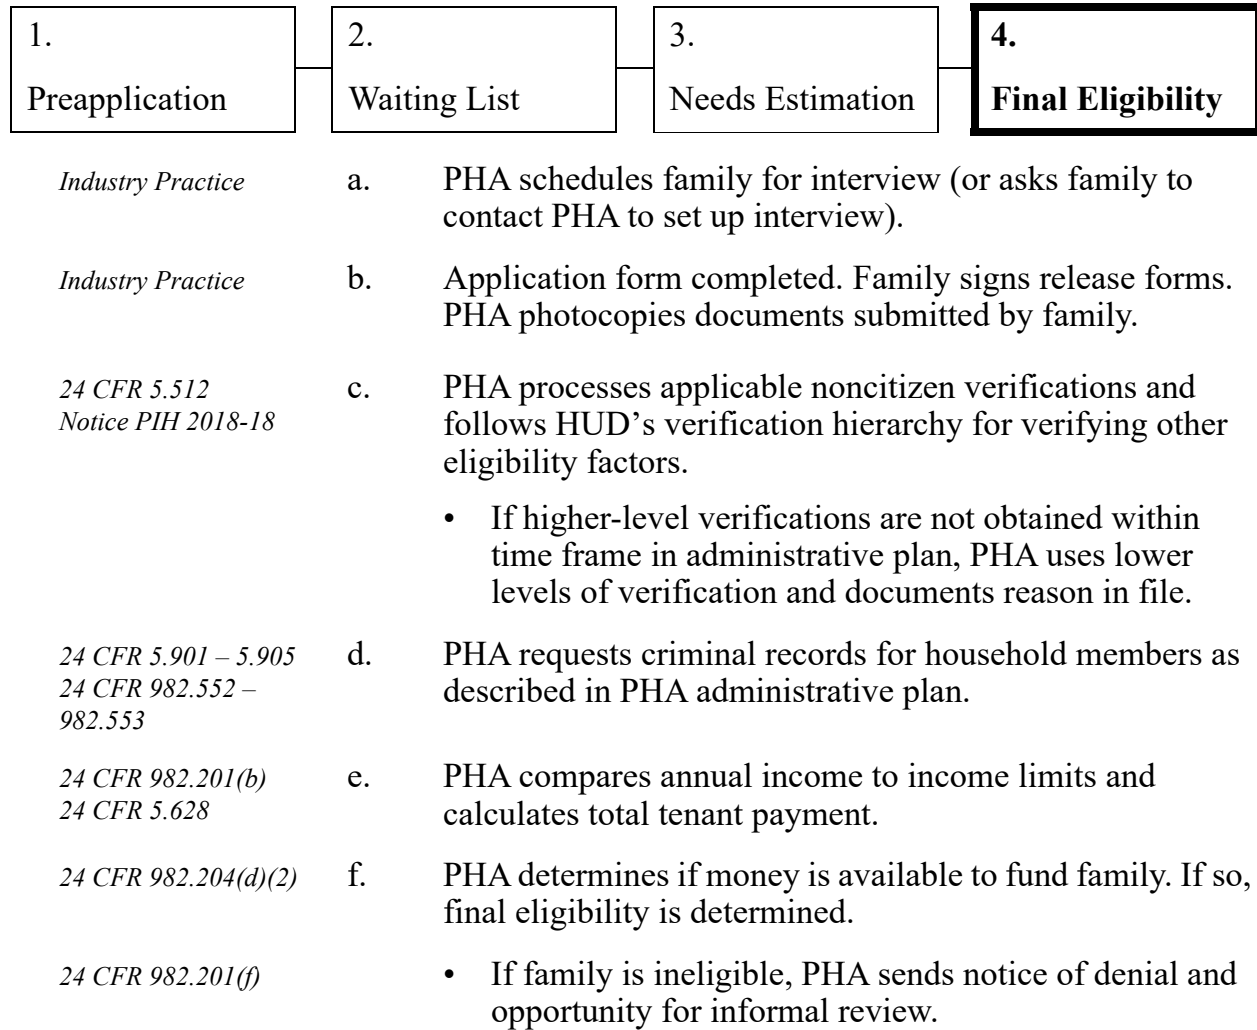 1.
Preapplication
2.
Waiting List
3.
Needs Estimation
4.
Final Eligibility
Industry Practice
a.
PHA schedules family for interview (or asks family to
contact PHA to set up interview).
Industry Practice
b.
Application form completed. Family signs release forms.
PHA photocopies documents submitted by family.
24 CFR 5.512
Notice PIH 2018-18
c.
PHA processes applicable noncitizen verifications and
follows HUD’s verification hierarchy for verifying other
eligibility factors.
• If higher-level verifications are not obtained within
time frame in administrative plan, PHA uses lower
levels of verification and documents reason in file.
24 CFR 5.901 – 5.905
24 CFR 982.552 –
982.553
d.
PHA requests criminal records for household members as
described in PHA administrative plan.
24 CFR 982.201(b)
24 CFR 5.628
e.
PHA compares annual income to income limits and
calculates total tenant payment.
24 CFR 982.204(d)(2)
f.
PHA determines if money is available to fund family. If so,
final eligibility is determined.
24 CFR 982.201(f)
• If family is ineligible, PHA sends notice of denial and
opportunity for informal review.